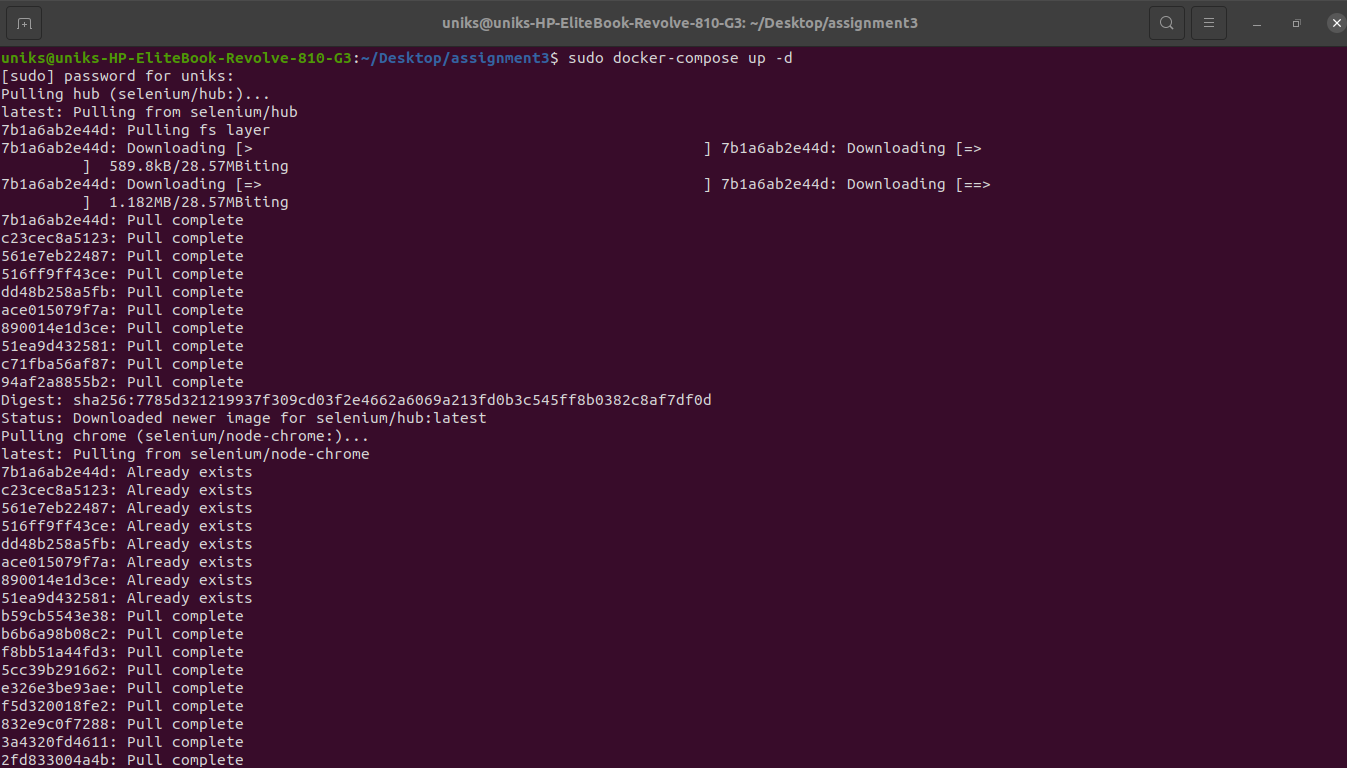 uniks@uniks-HP-EliteBook-Revolve-810-G3: ~/Desktop/assignment3
uniks@uniks-HP-EliteBook-Revolve-810-G3:~/Desktop/assignment3$ sudo docker-compose up -d
[sudo] password for uniks:
Pulling hub (selenium/hub:)...
latest: Pulling from selenium/hub
7b1a6ab2e44d: Pulling fs layer
7b1a6ab2e44d: Downloading [>                                                  ] 7b1a6ab2e44d: Downloading [=>
         ]  589.8kB/28.57MBiting
7b1a6ab2e44d: Downloading [=>                                                 ] 7b1a6ab2e44d: Downloading [==>
         ]  1.182MB/28.57MBiting
7b1a6ab2e44d: Pull complete
c23cec8a5123: Pull complete
561e7eb22487: Pull complete
516ff9ff43ce: Pull complete
dd48b258a5fb: Pull complete
ace015079f7a: Pull complete
890014e1d3ce: Pull complete
51ea9d432581: Pull complete
c71fba56af87: Pull complete
94af2a8855b2: Pull complete
Digest: sha256:7785d321219937f309cd03f2e4662a6069a213fd0b3c545ff8b0382c8af7df0d
Status: Downloaded newer image for selenium/hub:latest
Pulling chrome (selenium/node-chrome:)...
latest: Pulling from selenium/node-chrome
7b1a6ab2e44d: Already exists
c23cec8a5123: Already exists
561e7eb22487: Already exists
516ff9ff43ce: Already exists
dd48b258a5fb: Already exists
ace015079f7a: Already exists
890014e1d3ce: Already exists
51ea9d432581: Already exists
b59cb5543e38: Pull complete
b6b6a98b08c2: Pull complete
f8bb51a44fd3: Pull complete
5cc39b291662: Pull complete
e326e3be93ae: Pull complete
f5d320018fe2: Pull complete
832e9c0f7288: Pull complete
3a4320fd4611: Pull complete
2fd833004a4b: Pull complete